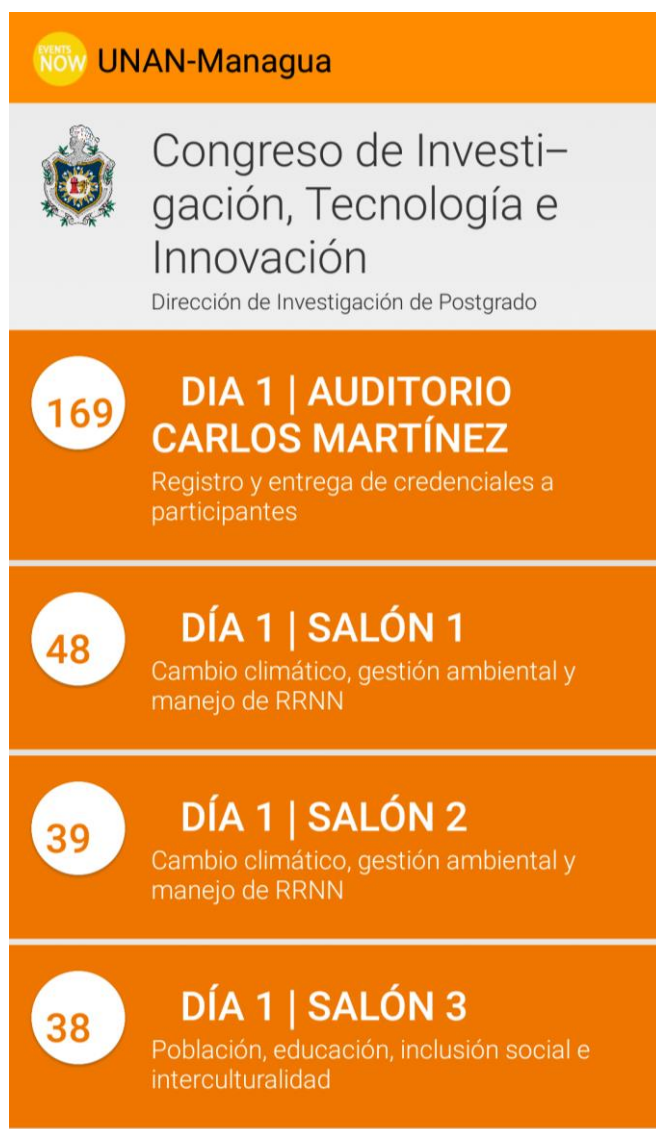 EVENTS
NOW
UNAN-Managua
Congreso de Investi–
gación, Tecnología e
Innovación
Dirección de Investigación de Postgrado
169
DIA 1 | AUDITORIO
CARLOS MARTÍNEZ
Registro y entrega de credenciales a
participantes
48
DÍA 1 | SALÓN 1
Cambio climático, gestión ambiental y
manejo de RRNN
39
DÍA 1 | SALÓN 2
Cambio climático, gestión ambiental y
manejo de RRNN
38
DÍA 1 | SALÓN 3
Población, educación, inclusión social e
interculturalidad